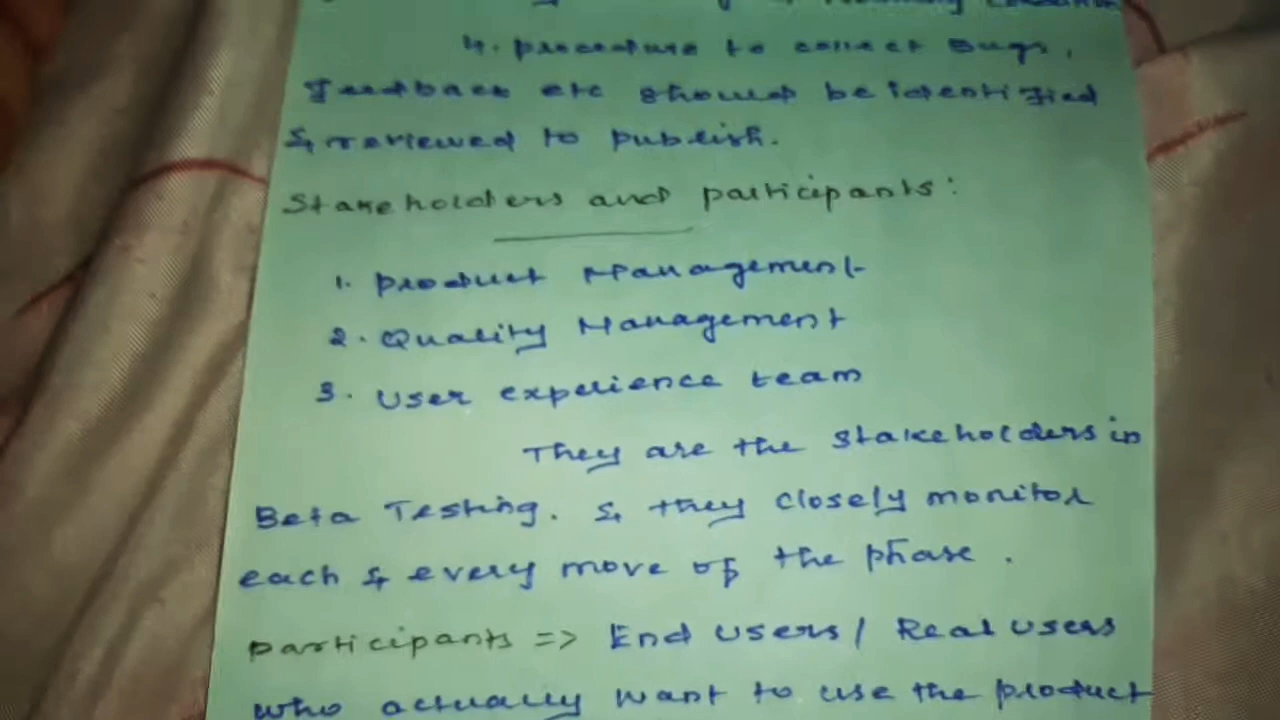 4. procedure to collect Bugs,
feedback etc should be identified
& reviewed to publish.
Stakeholders and participants:
1. Product Management
2. Quality Management
3. User experience team
They are the Stakeholders in
Beta Testing. & they closely monitor
each & every move of the phase.
participants => End users/ Real users
who actually want to use the product